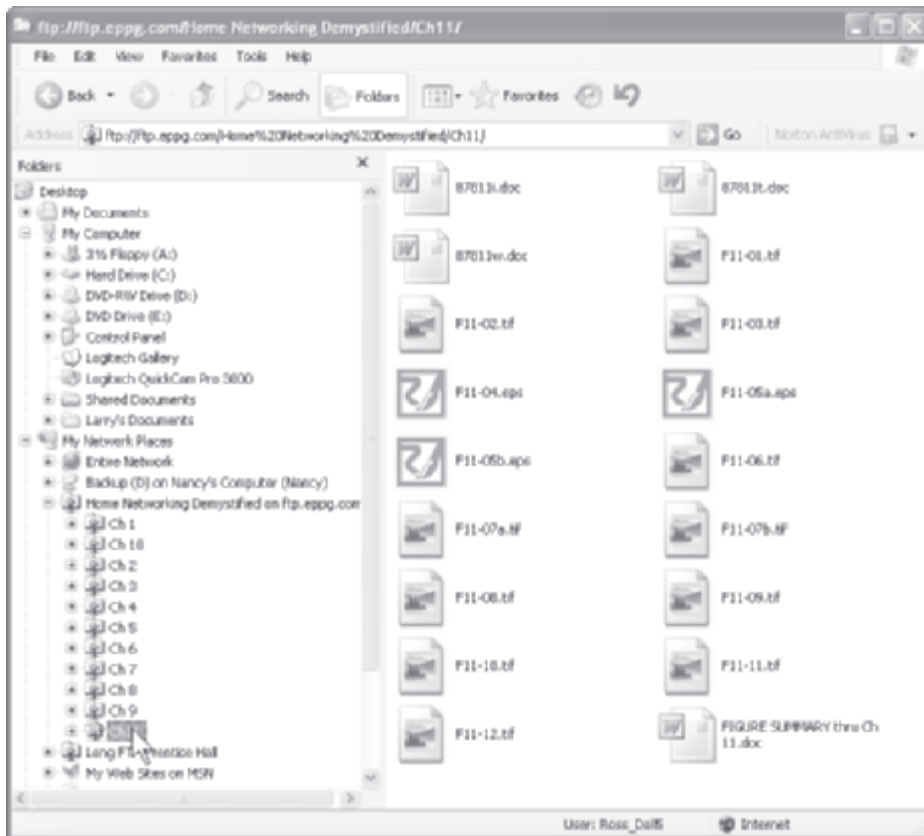 ftp://ftp.eppg.com/Home Networking Demystified/Ch11/
File Edit View Favorites Tools Help
Back Search Folders Favorites
Address ftp://ftp.eppg.com/Home%20Networking%20Demystified/Ch11/ Go Norton AntiVirus
Folders
Desktop
My Documents
My Computer
3½ Floppy (A:)
Hard Drive (C:)
DVD-RW Drive (D:)
DVD Drive (E:)
Control Panel
Logitech Gallery
Logitech QuickCam Pro 3000
Shared Documents
Larry's Documents
My Network Places
Entire Network
Backup (D) on Nancy's Computer (Nancy)
Home Networking Demystified on ftp.eppg.com
Ch 1
Ch 10
Ch 2
Ch 3
Ch 4
Ch 5
Ch 6
Ch 7
Ch 8
Ch 9
Long Prentice Hall
My Web Sites on MSN
87811i.doc
87811t.doc
87811w.doc
F11-01.tif
F11-02.tif
F11-03.tif
F11-04.eps
F11-05a.eps
F11-05b.eps
F11-06.tif
F11-07a.tif
F11-07b.tif
F11-08.tif
F11-09.tif
F11-10.tif
F11-11.tif
F11-12.tif
FIGURE SUMMARY thru Ch
11.doc
User: Internet